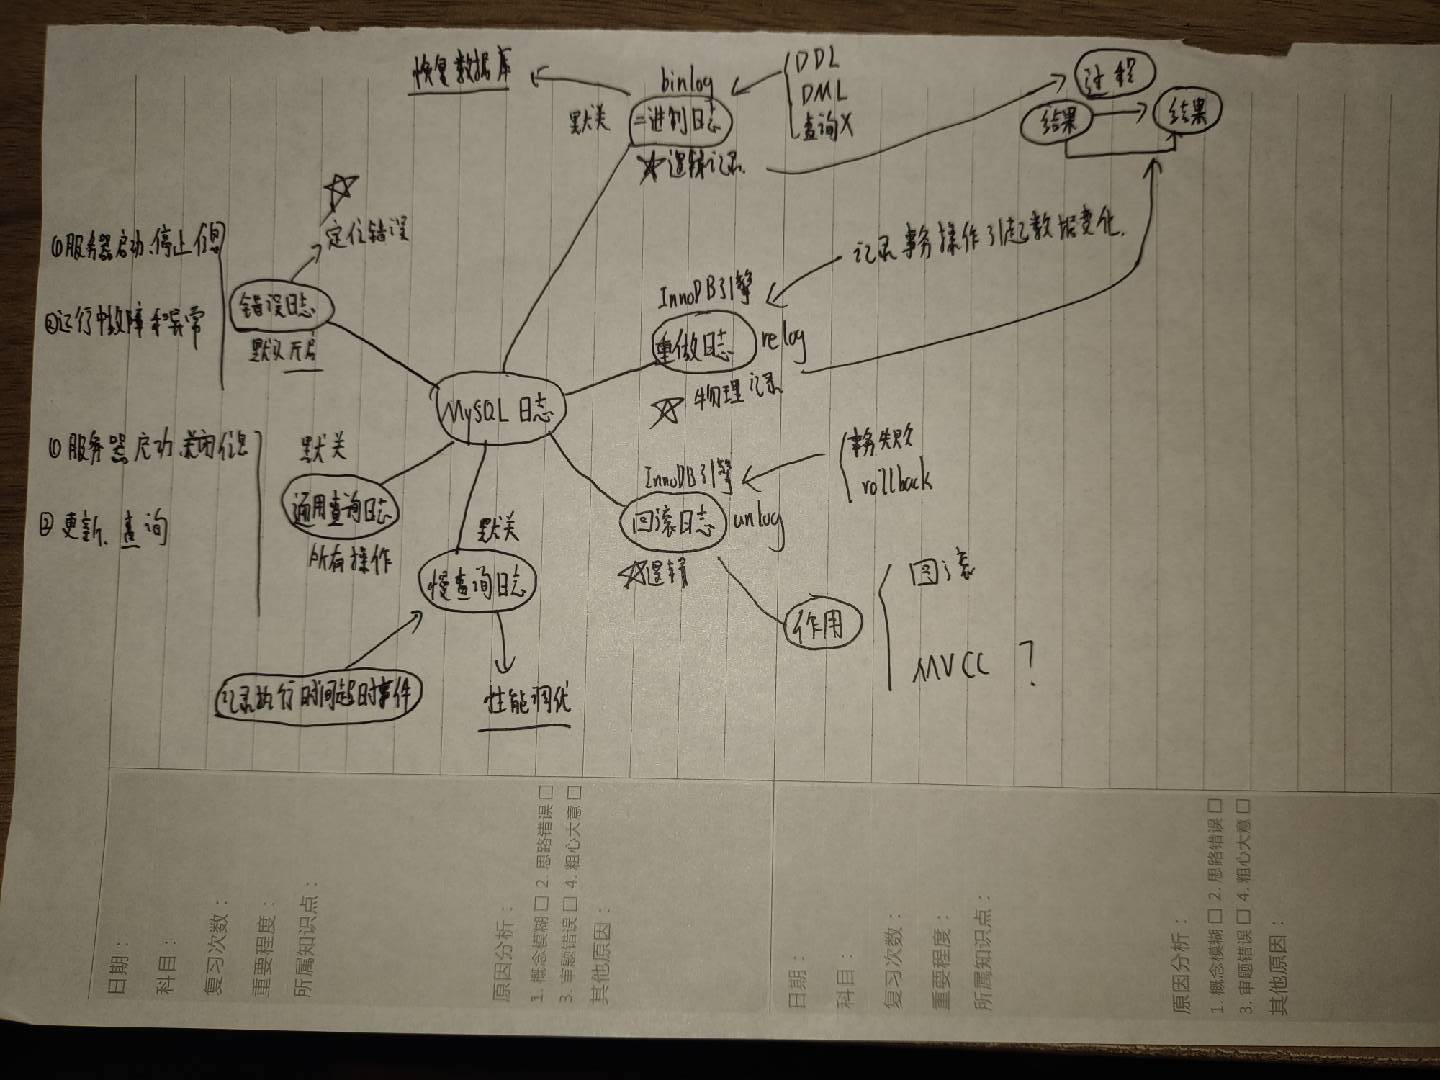 恢复数据库
binlog
默关
二进制日志
DDL
DML
查询X
☆逻辑记录
过程
结果
结果
☆
定位错误
①服务器启动、停止信息
②运行中故障和异常
错误日志
默认开启
记录事务操作引起数据变化.
InnoDB引擎
重做日志
relog
☆物理记录
MySQL日志
①服务器启动、关闭信息
②更新、查询
默关
通用查询日志
所有操作
默关
慢查询日志
记录执行时间超时事件
性能调优
InnoDB引擎
回滚日志
unlog
☆逻辑
事务失败
rollback
作用
回滚
MVCC ?
日期：
科目：
复习次数：
重要程度：
所属知识点：
原因分析：
1. 概念模糊 □ 2. 思路错误 □
3. 审题错误 □ 4. 粗心大意 □
其他原因：
日期：
科目：
复习次数：
重要程度：
所属知识点：
原因分析：
1. 概念模糊 □ 2. 思路错误 □
3. 审题错误 □ 4. 粗心大意 □
其他原因：